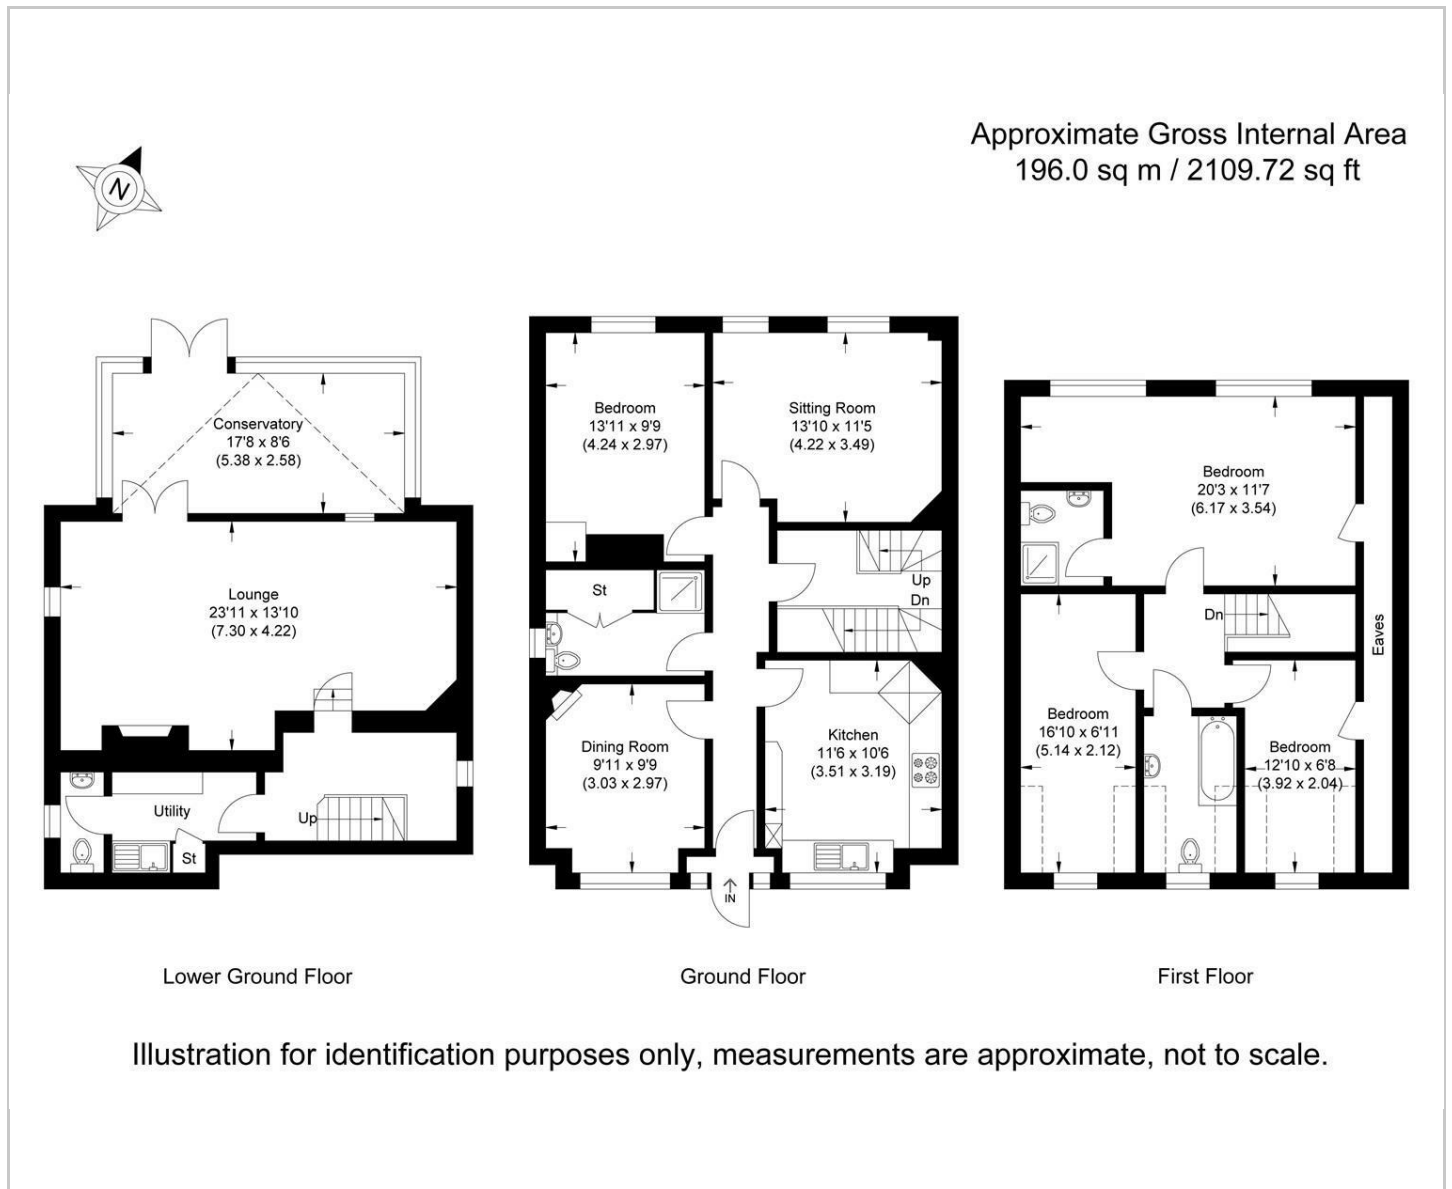 Approximate Gross Internal Area
196.0 sq m / 2109.72 sq ft
N
Conservatory
17'8 x 8'6
(5.38 x 2.58)
Lounge
23'11 x 13'10
(7.30 x 4.22)
Utility
St
Up
Lower Ground Floor
Bedroom
13'11 x 9'9
(4.24 x 2.97)
Sitting Room
13'10 x 11'5
(4.22 x 3.49)
St
Up
Dn
Dining Room
9'11 x 9'9
(3.03 x 2.97)
Kitchen
11'6 x 10'6
(3.51 x 3.19)
IN
Ground Floor
Bedroom
20'3 x 11'7
(6.17 x 3.54)
Dn
Eaves
Bedroom
16'10 x 6'11
(5.14 x 2.12)
Bedroom
12'10 x 6'8
(3.92 x 2.04)
First Floor
Illustration for identification purposes only, measurements are approximate, not to scale.